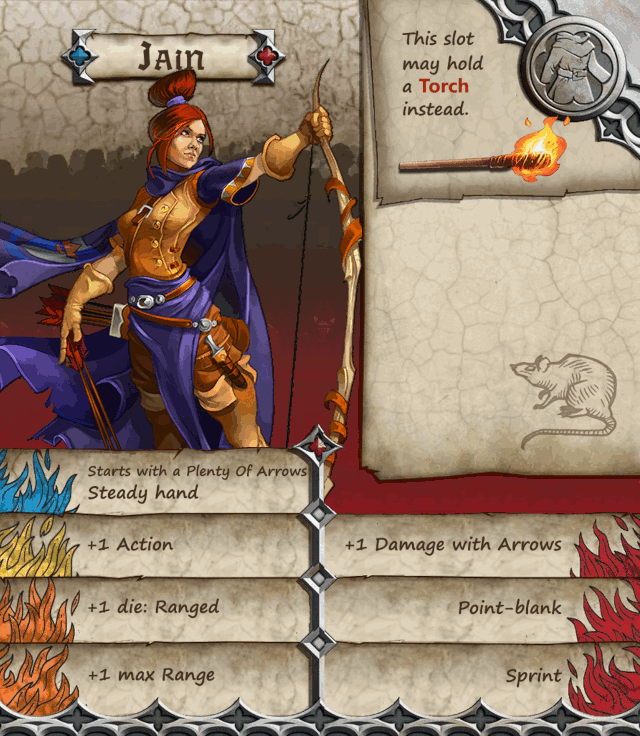 Jain
This slot
may hold
a Torch
instead.
Starts with a Plenty Of Arrows
Steady hand
+1 Action
+1 Damage with Arrows
+1 die: Ranged
Point-blank
+1 max Range
Sprint